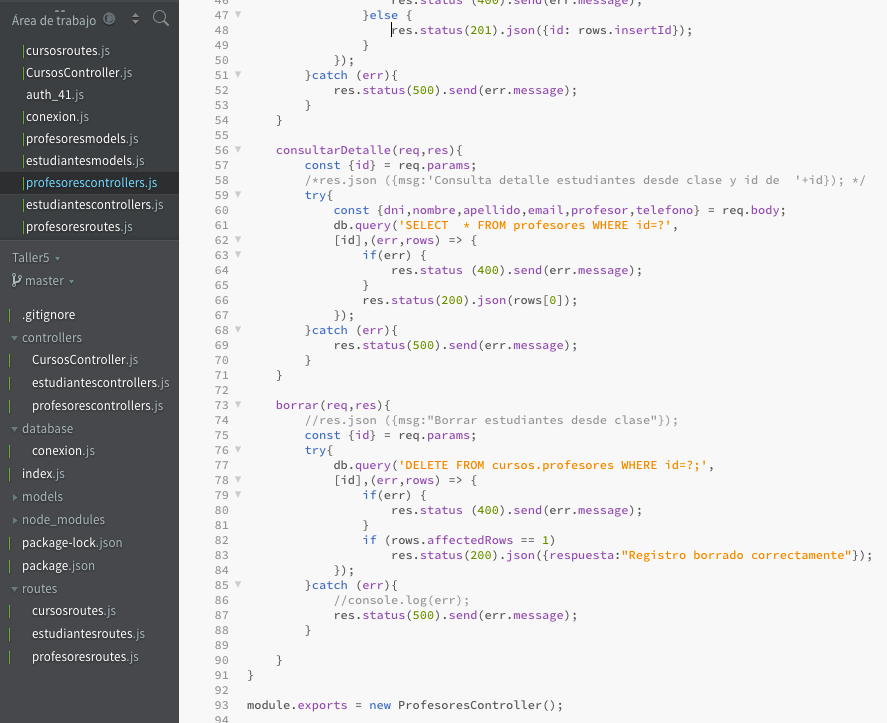 Área de trabajo
cursosroutes.js
CursosController.js
auth_41.js
conexion.js
profesoresmodels.js
estudiantesmodels.js
profesorescontrollers.js
estudiantescontrollers.js
profesoresroutes.js
Taller5
master
.gitignore
controllers
CursosController.js
estudiantescontrollers.js
profesorescontrollers.js
database
conexion.js
index.js
models
node_modules
package-lock.json
package.json
routes
cursosroutes.js
estudiantesroutes.js
profesoresroutes.js
46 res.status (400).send(err.message);
47 }else {
48 res.status(201).json({id: rows.insertId});
49 }
50 });
51 }catch (err){
52 res.status(500).send(err.message);
53 }
54 }
55
56 consultarDetalle(req,res){
57 const {id} = req.params;
58 /*res.json ({msg:'Consulta detalle estudiantes desde clase y id de  '+id}); */
59 try{
60 const {dni,nombre,apellido,email,profesor,telefono} = req.body;
61 db.query('SELECT  * FROM profesores WHERE id=?',
62 [id],(err,rows) => {
63 if(err) {
64 res.status (400).send(err.message);
65 }
66 res.status(200).json(rows[0]);
67 });
68 }catch (err){
69 res.status(500).send(err.message);
70 }
71 }
72
73 borrar(req,res){
74 //res.json ({msg:"Borrar estudiantes desde clase"});
75 const {id} = req.params;
76 try{
77 db.query('DELETE FROM cursos.profesores WHERE id=?;',
78 [id],(err,rows) => {
79 if(err) {
80 res.status (400).send(err.message);
81 }
82 if (rows.affectedRows == 1)
83 res.status(200).json({respuesta:"Registro borrado correctamente"});
84 });
85 }catch (err){
86 //console.log(err);
87 res.status(500).send(err.message);
88 }
89
90 }
91 }
92
93 module.exports = new ProfesoresController();
94